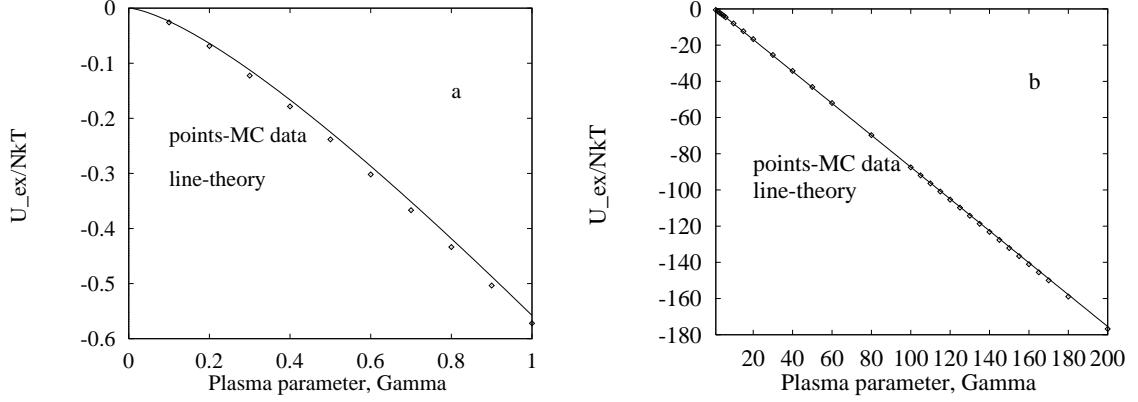 0
-0.1
-0.2
-0.3
-0.4
-0.5
-0.6
U_ex/NkT
a
points-MC data
line-theory
0 0.2 0.4 0.6 0.8 1
Plasma parameter, Gamma
0
-20
-40
-60
-80
-100
-120
-140
-160
-180
U_ex/NkT
b
points-MC data
line-theory
20 40 60 80 100 120 140 160 180 200
Plasma parameter, Gamma